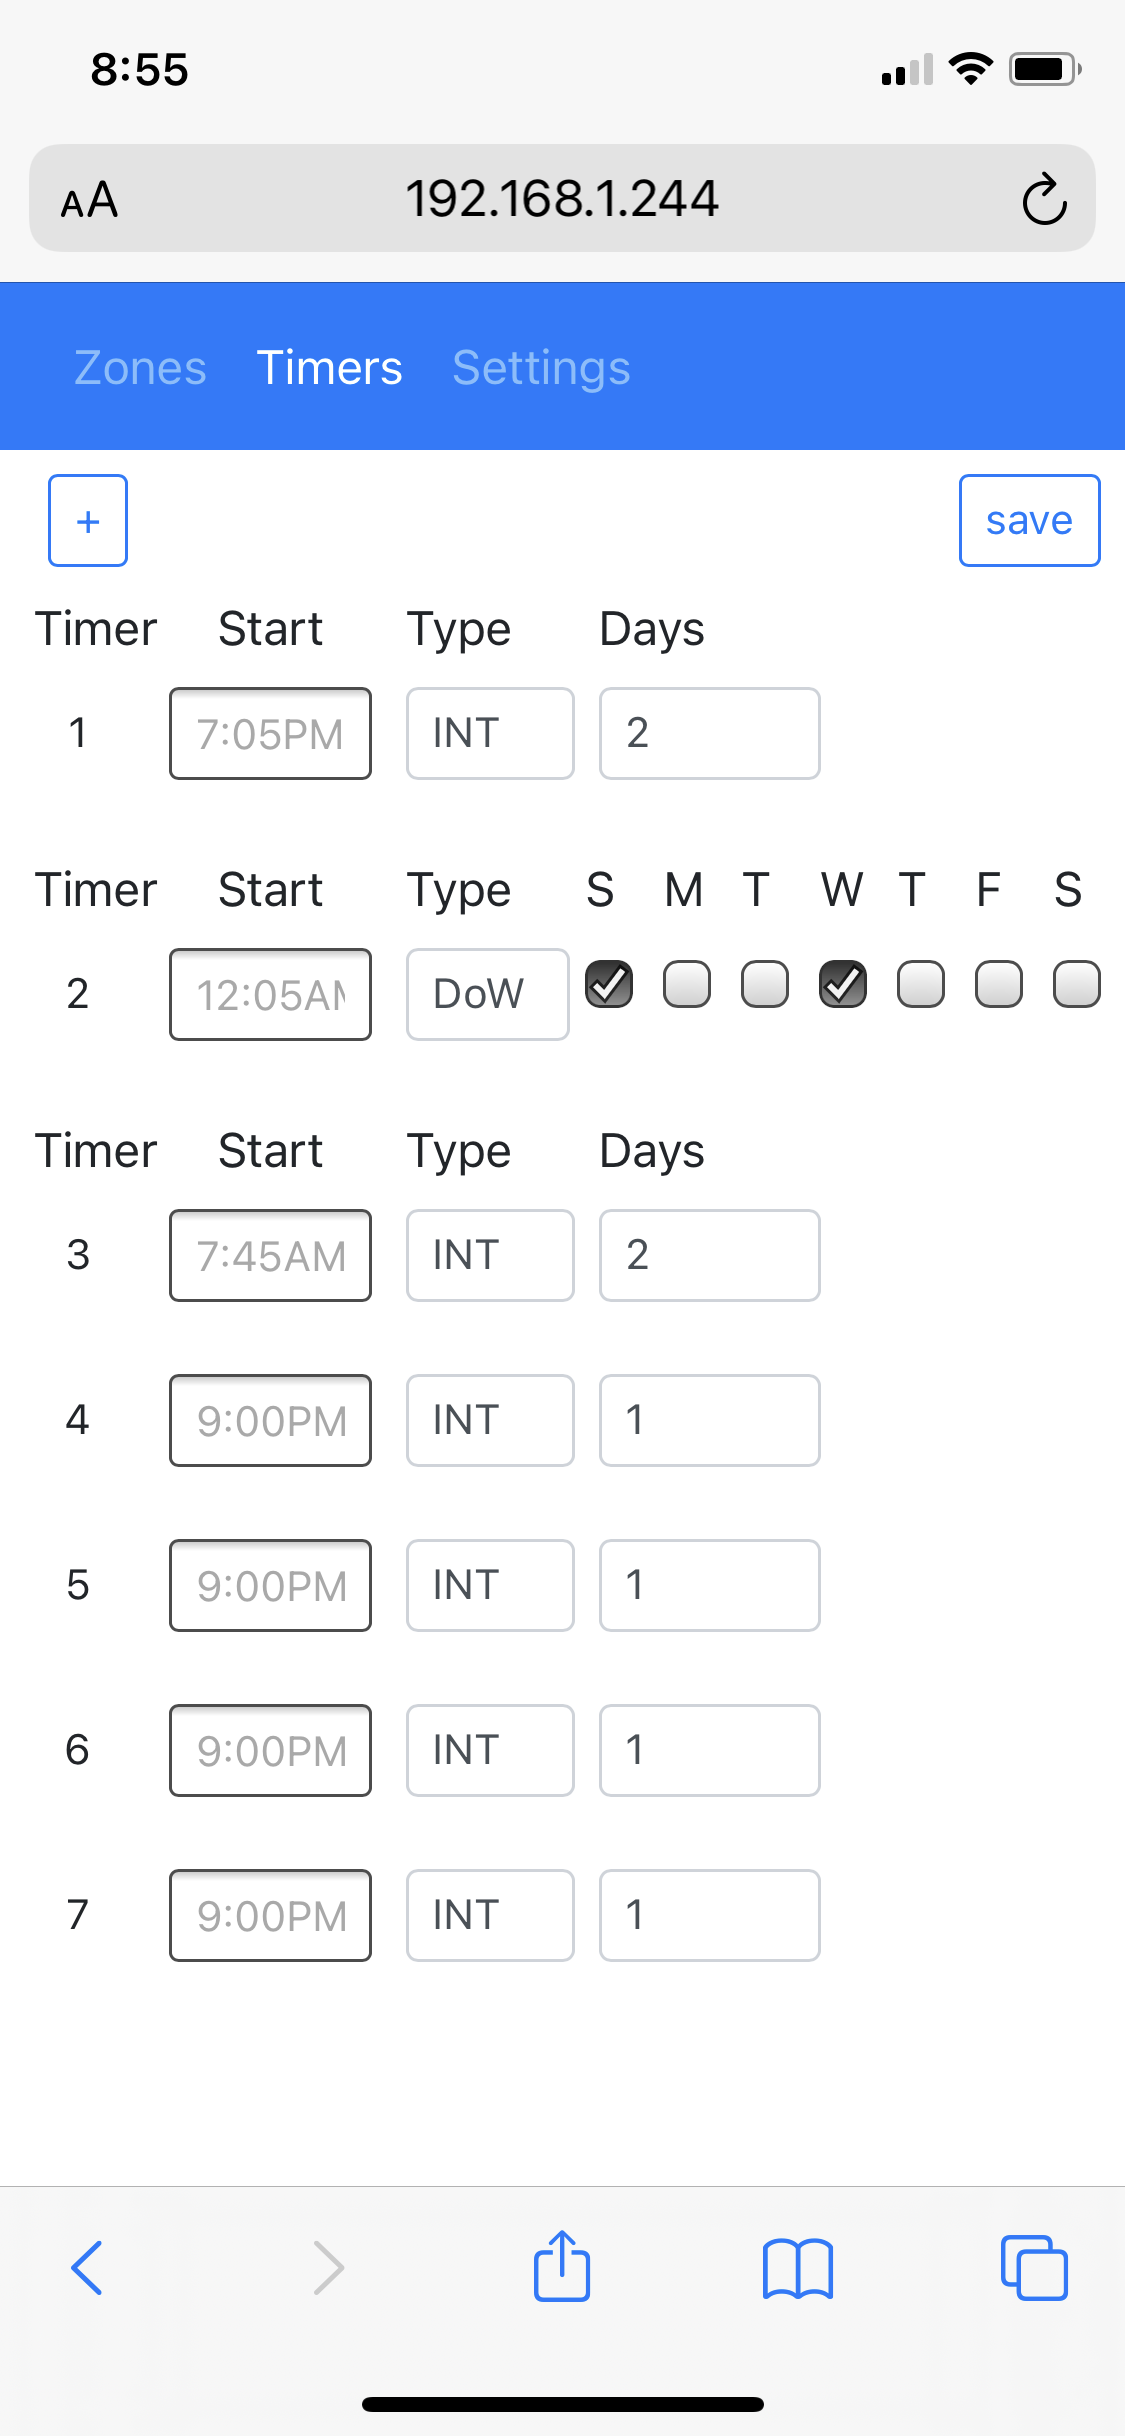 8:55
AA 192.168.1.244
Zones Timers Settings
+ save
Timer Start Type Days
1 7:05PM INT 2
Timer Start Type S M T W T F S
2 12:05AM DoW
Timer Start Type Days
3 7:45AM INT 2
4 9:00PM INT 1
5 9:00PM INT 1
6 9:00PM INT 1
7 9:00PM INT 1